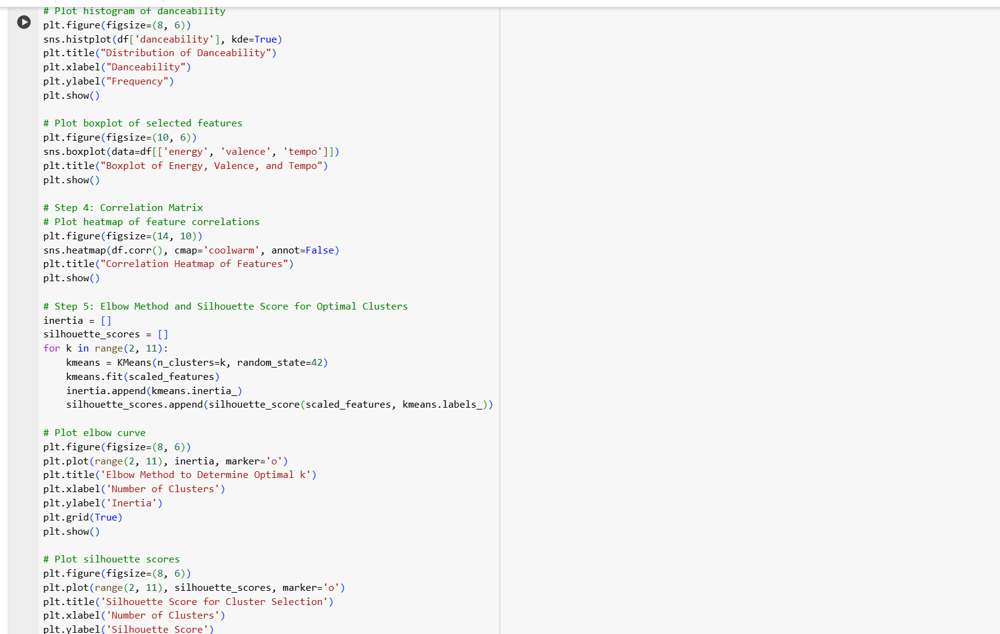 # Plot histogram of danceability
plt.figure(figsize=(8, 6))
sns.histplot(df['danceability'], kde=True)
plt.title("Distribution of Danceability")
plt.xlabel("Danceability")
plt.ylabel("Frequency")
plt.show()

# Plot boxplot of selected features
plt.figure(figsize=(10, 6))
sns.boxplot(data=df[['energy', 'valence', 'tempo']])
plt.title("Boxplot of Energy, Valence, and Tempo")
plt.show()

# Step 4: Correlation Matrix
# Plot heatmap of feature correlations
plt.figure(figsize=(14, 10))
sns.heatmap(df.corr(), cmap='coolwarm', annot=False)
plt.title("Correlation Heatmap of Features")
plt.show()

# Step 5: Elbow Method and Silhouette Score for Optimal Clusters
inertia = []
silhouette_scores = []
for k in range(2, 11):
    kmeans = KMeans(n_clusters=k, random_state=42)
    kmeans.fit(scaled_features)
    inertia.append(kmeans.inertia_)
    silhouette_scores.append(silhouette_score(scaled_features, kmeans.labels_))

# Plot elbow curve
plt.figure(figsize=(8, 6))
plt.plot(range(2, 11), inertia, marker='o')
plt.title('Elbow Method to Determine Optimal k')
plt.xlabel('Number of Clusters')
plt.ylabel('Inertia')
plt.grid(True)
plt.show()

# Plot silhouette scores
plt.figure(figsize=(8, 6))
plt.plot(range(2, 11), silhouette_scores, marker='o')
plt.title('Silhouette Score for Cluster Selection')
plt.xlabel('Number of Clusters')
plt.ylabel('Silhouette Score')